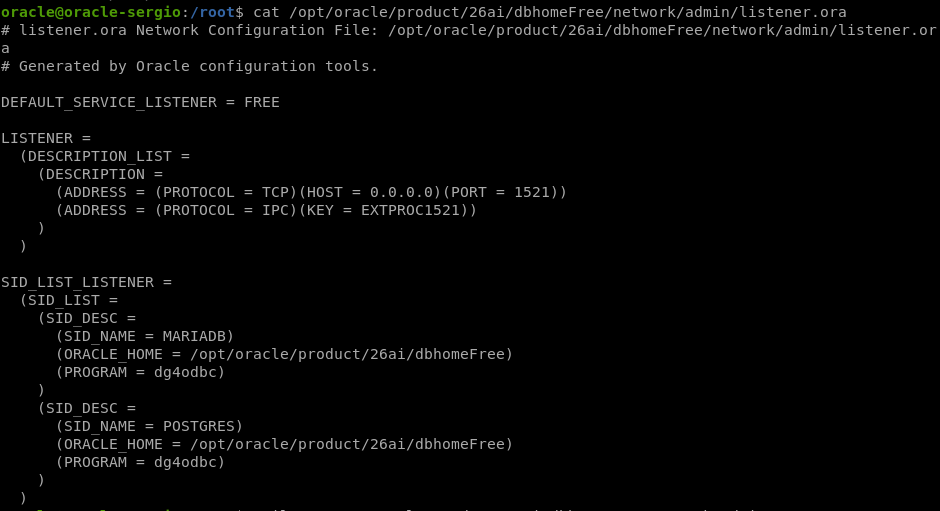 oracle@oracle-sergio:/root$ cat /opt/oracle/product/26ai/dbhomeFree/network/admin/listener.ora
# listener.ora Network Configuration File: /opt/oracle/product/26ai/dbhomeFree/network/admin/listener.or
a
# Generated by Oracle configuration tools.

DEFAULT_SERVICE_LISTENER = FREE

LISTENER =
  (DESCRIPTION_LIST =
    (DESCRIPTION =
      (ADDRESS = (PROTOCOL = TCP)(HOST = 0.0.0.0)(PORT = 1521))
      (ADDRESS = (PROTOCOL = IPC)(KEY = EXTPROC1521))
    )
  )

SID_LIST_LISTENER =
  (SID_LIST =
    (SID_DESC =
      (SID_NAME = MARIADB)
      (ORACLE_HOME = /opt/oracle/product/26ai/dbhomeFree)
      (PROGRAM = dg4odbc)
    )
    (SID_DESC =
      (SID_NAME = POSTGRES)
      (ORACLE_HOME = /opt/oracle/product/26ai/dbhomeFree)
      (PROGRAM = dg4odbc)
    )
  )